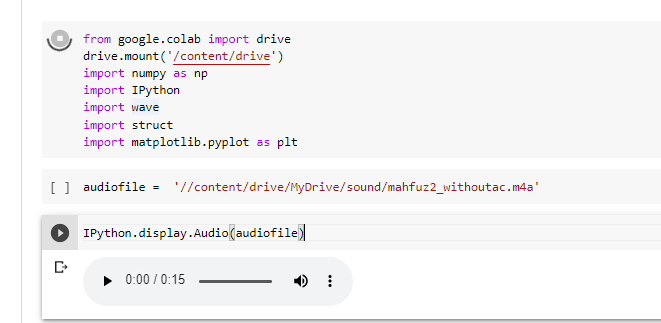 from google.colab import drive
drive.mount('/content/drive')
import numpy as np
import IPython
import wave
import struct
import matplotlib.pyplot as plt
[ ] audiofile =  '//content/drive/MyDrive/sound/mahfuz2_withoutac.m4a'
IPython.display.Audio(audiofile)
0:00 / 0:15